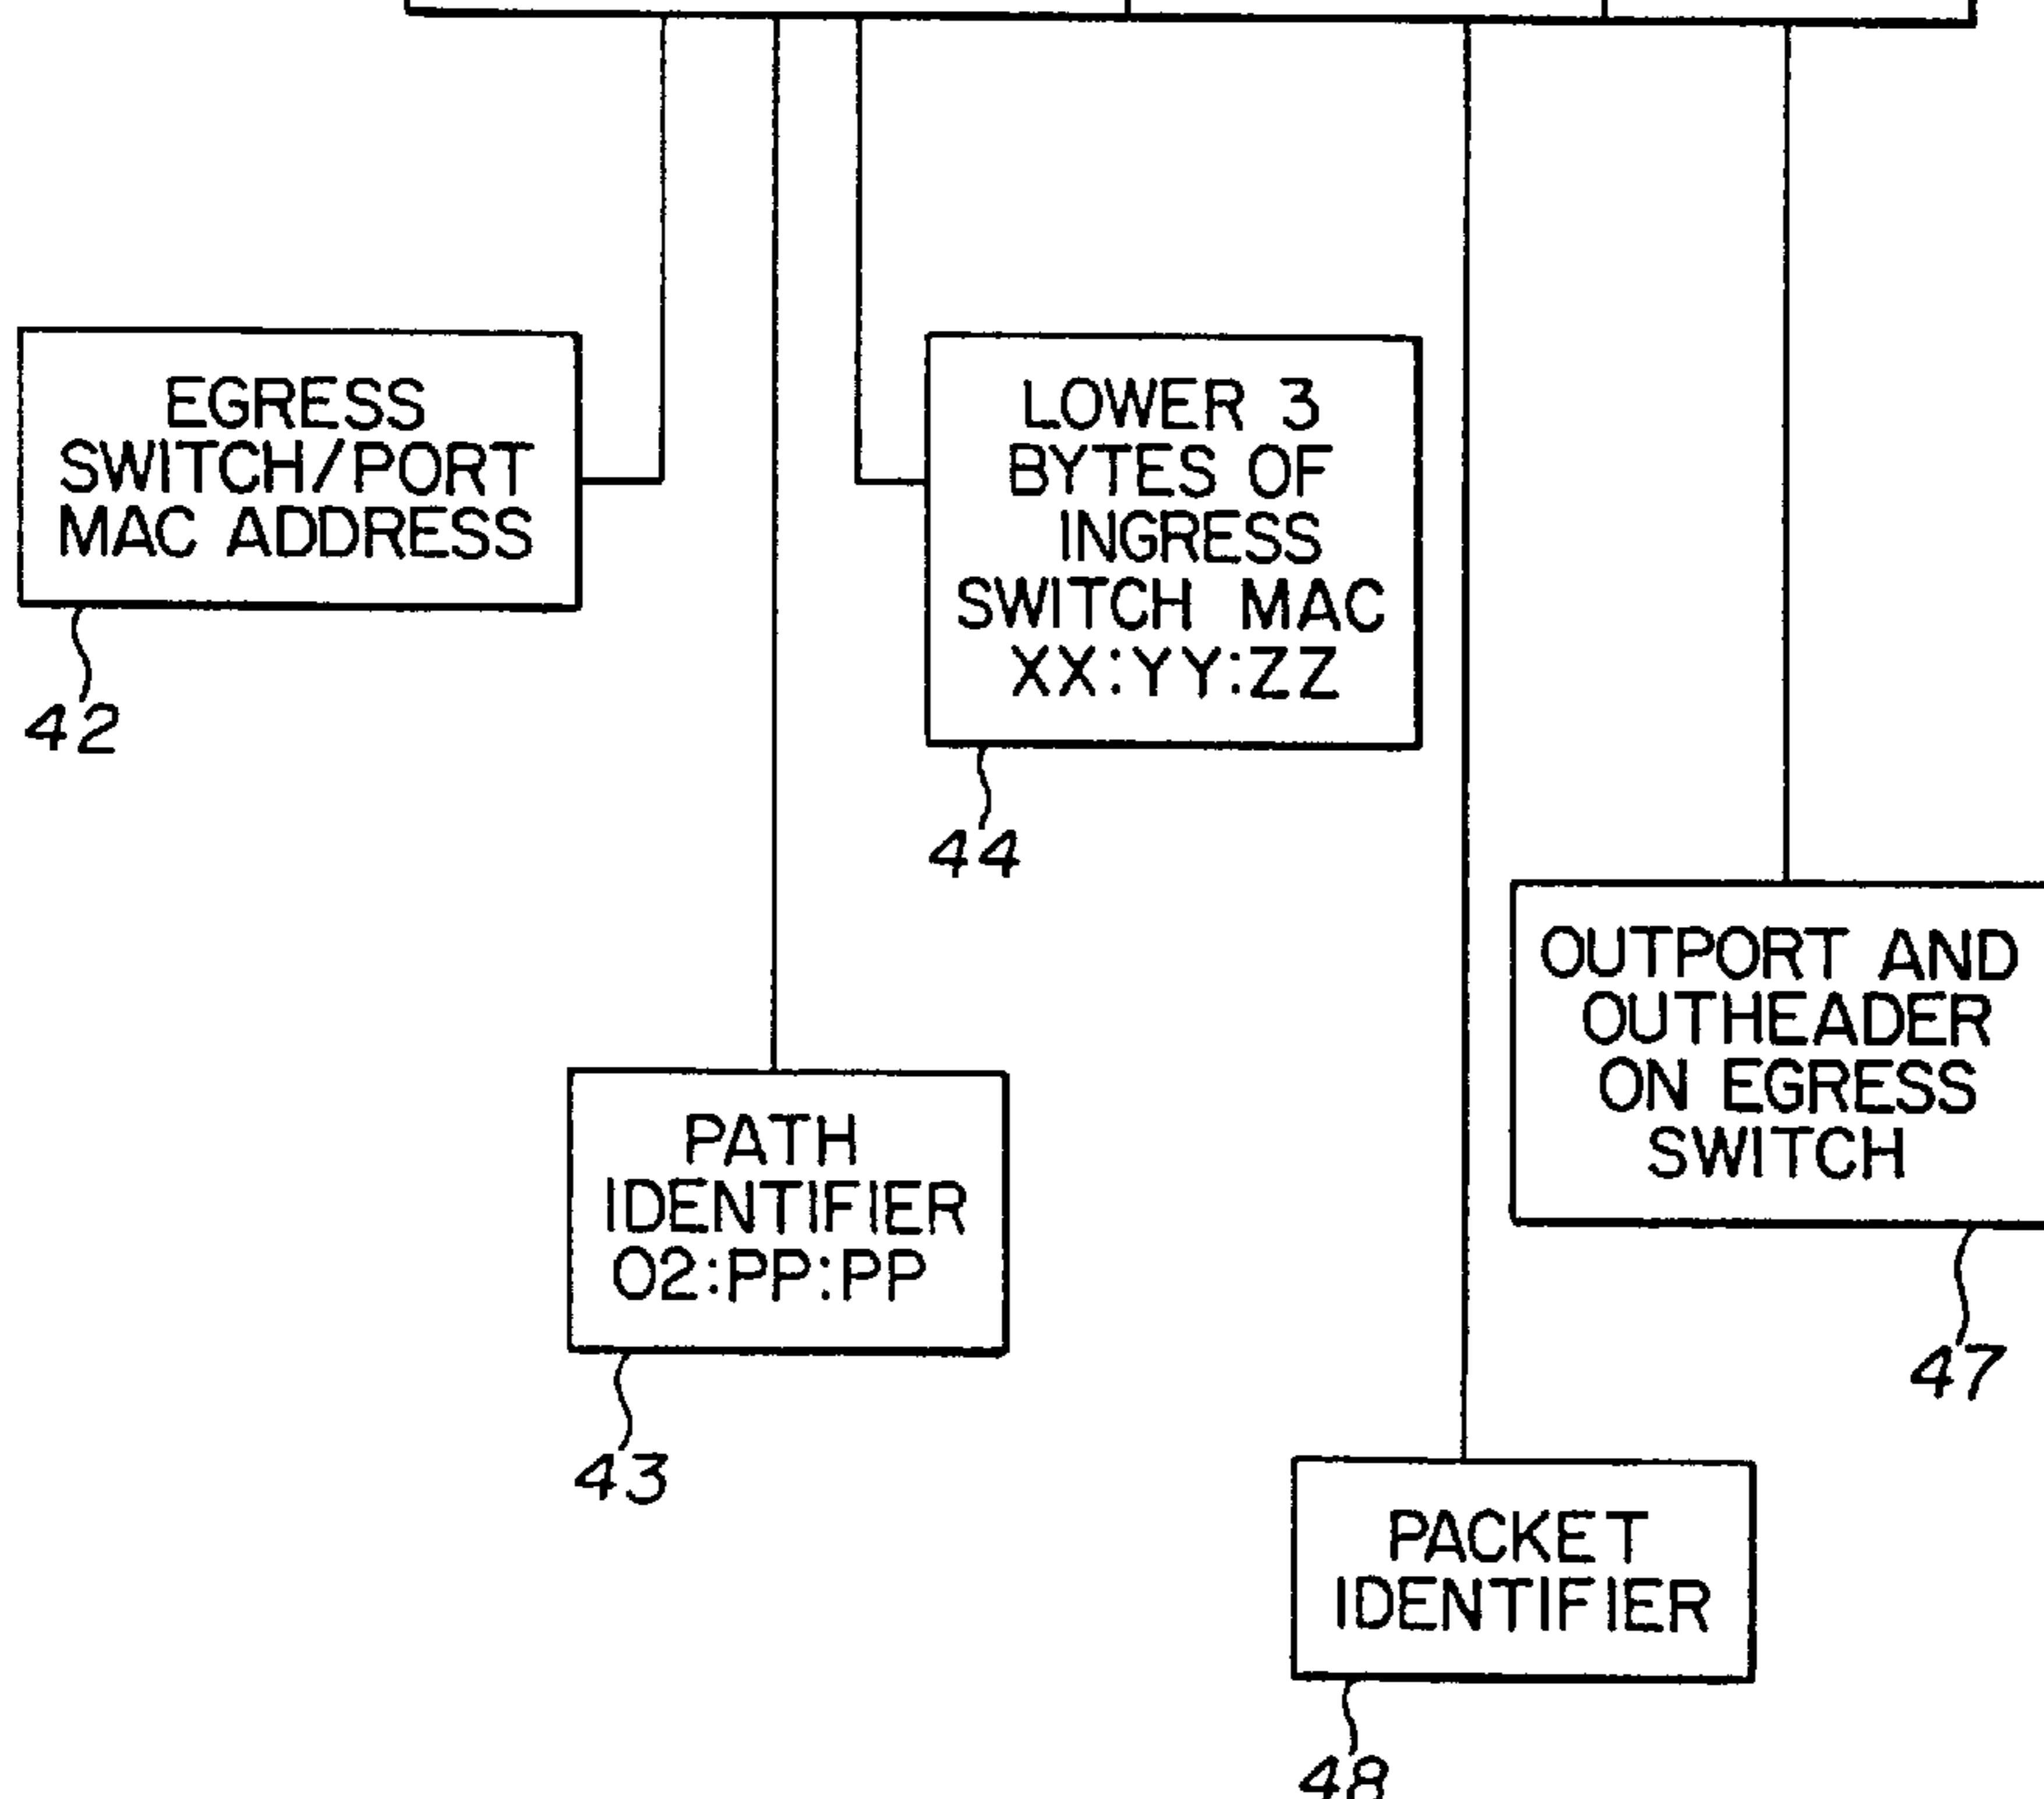 EGRESS
SWITCH/PORT
MAC ADDRESS
42
LOWER 3
BYTES OF
INGRESS
SWITCH MAC
XX:YY:ZZ
44
OUTPORT AND
OUTHEADER
ON EGRESS
SWITCH
47
PATH
IDENTIFIER
02:PP:PP
43
PACKET
IDENTIFIER
48